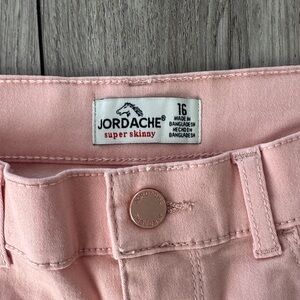 JORDACHE®
super skinny
16
MADE IN
BANGLADESH
HECHO EN
BANGLADESH